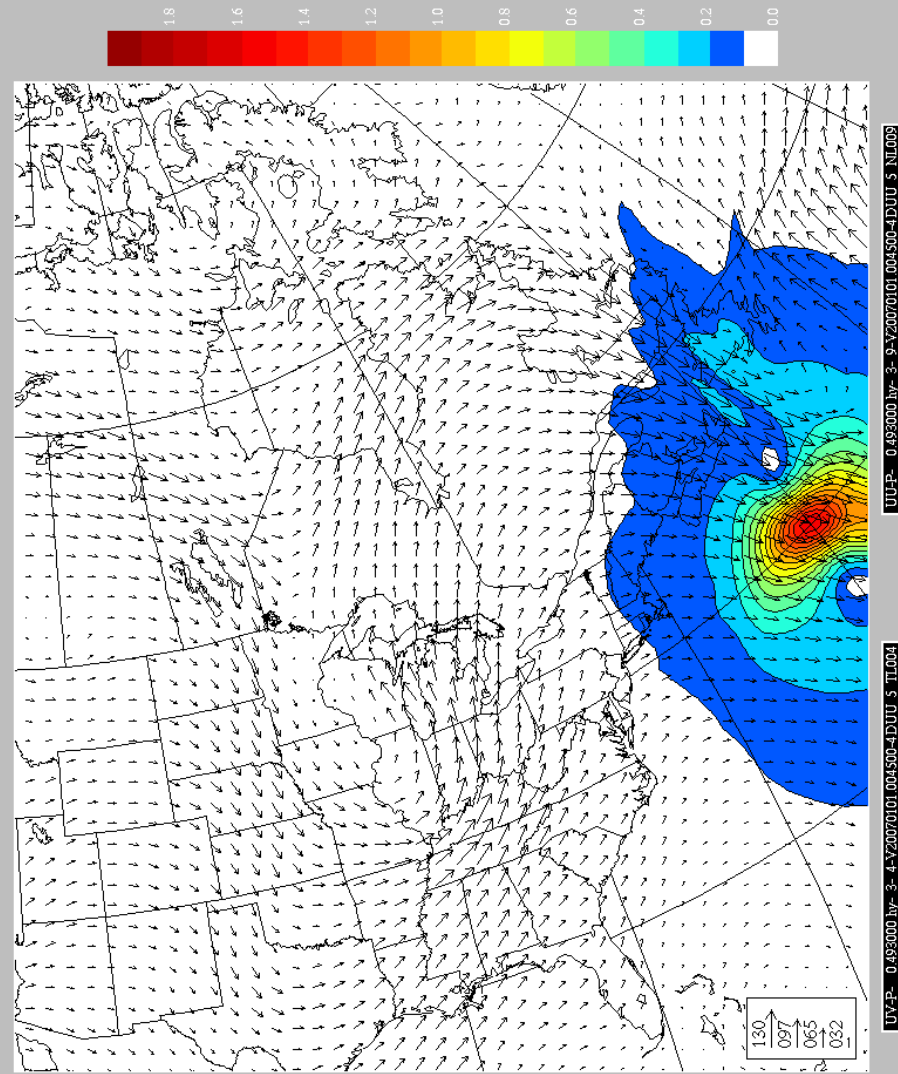 1.8 1.6 1.4 1.2 1.0 0.8 0.6 0.4 0.2 0.0
130
097
065
032
UV-P- 0.493000 hy- 3- 4-V20070101.004500-4DUU 5 TL004
UU-P- 0.493000 hy- 3- 9-V20070101.004500-4DUU 5 NL009